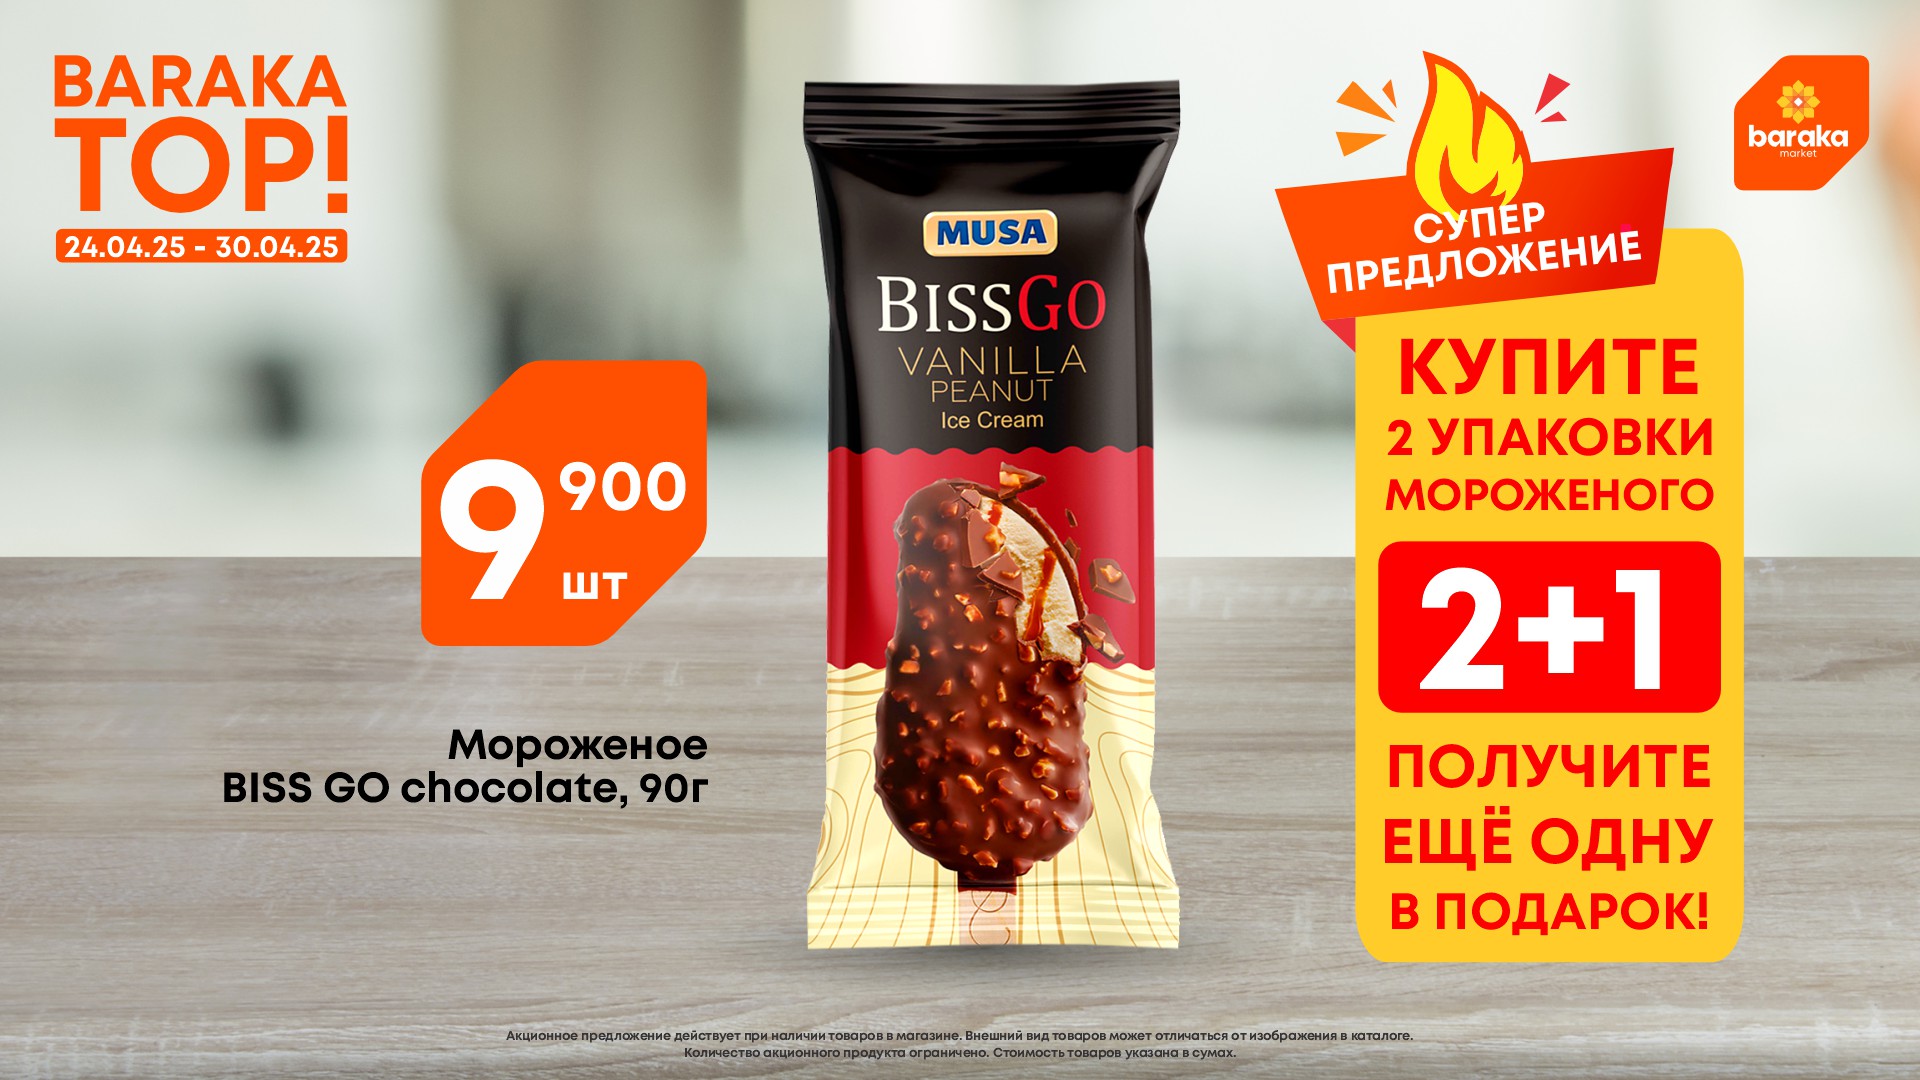 BARAKA
TOP!
24.04.25 - 30.04.25
9 900
шт
Мороженое
BISS GO chocolate, 90г
MUSA
BISSGO
VANILLA
PEANUT
Ice Cream
СУПЕР
ПРЕДЛОЖЕНИЕ
baraka
market
КУПИТЕ
2 УПАКОВКИ
МОРОЖЕНОГО
2+1
ПОЛУЧИТЕ
ЕЩЁ ОДНУ
В ПОДАРОК!
Акционное предложение действует при наличии товаров в магазине. Внешний вид товаров может отличаться от изображения в каталоге.
Количество акционного продукта ограничено. Стоимость товаров указана в сумах.